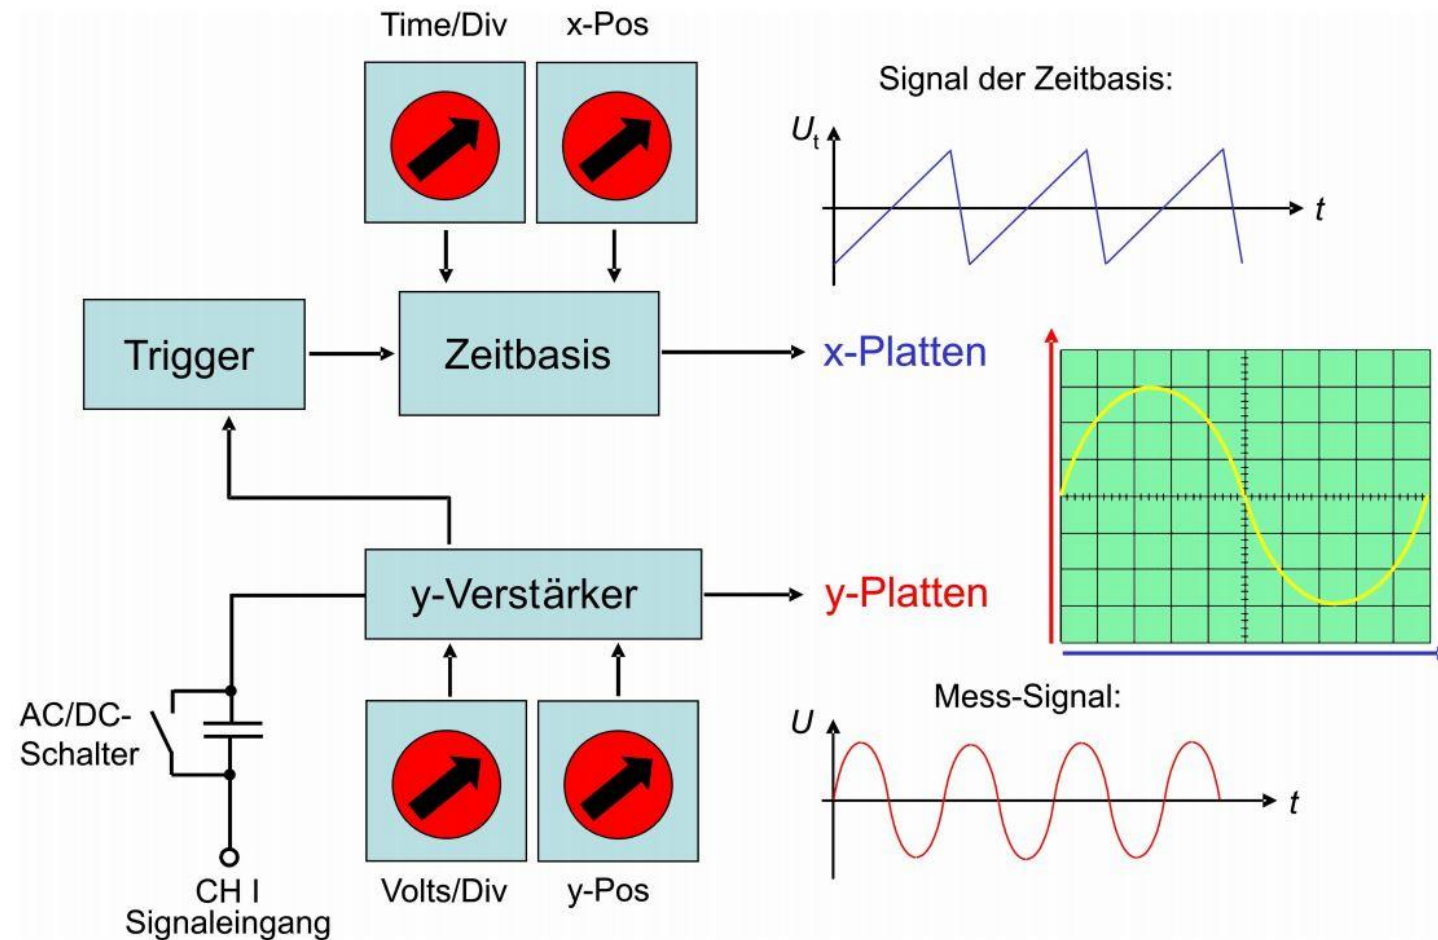 Time/Div
x-Pos
Signal der Zeitbasis:
Ut
t
Trigger
Zeitbasis
x-Platten
y-Verstärker
y-Platten
AC/DC-
Schalter
Mess-Signal:
U
t
CH I
Signaleingang
Volts/Div
y-Pos